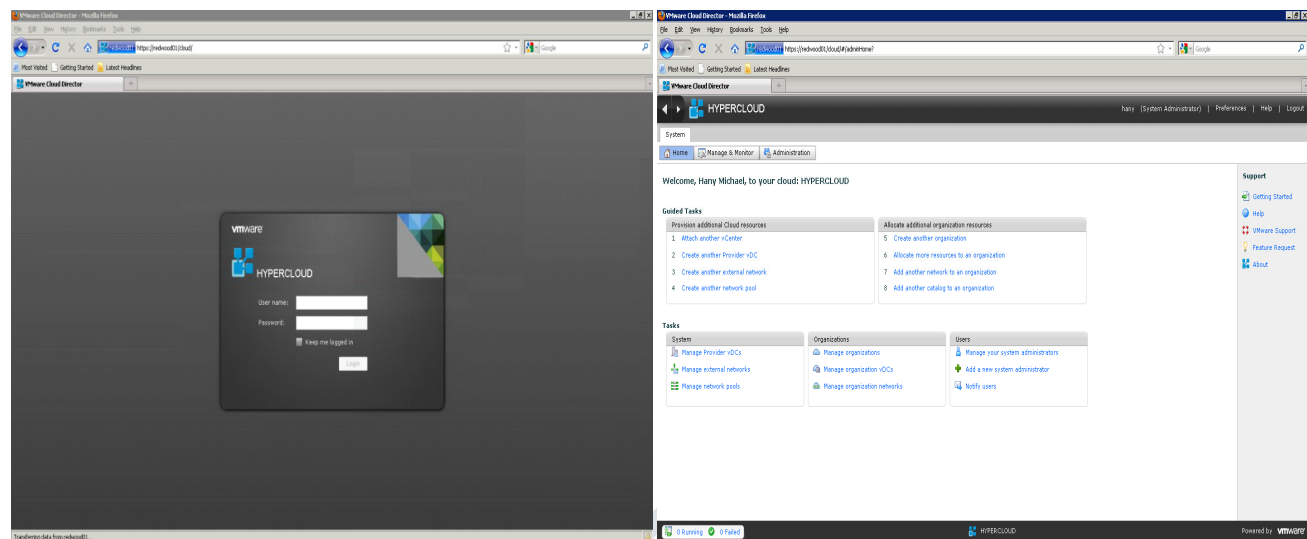 VMware Cloud Director - Mozilla Firefox
File Edit View History Bookmarks Tools Help
redwood01 https://redwood01/cloud/
Google
Most Visited Getting Started Latest Headlines
VMware Cloud Director
vmware
HYPERCLOUD
User name:
Password:
Keep me logged in
Login
Transferring data from redwood01...
VMware Cloud Director - Mozilla Firefox
File Edit View History Bookmarks Tools Help
redwood01 https://redwood01/cloud/#/adminHome?
Google
Most Visited Getting Started Latest Headlines
VMware Cloud Director
HYPERCLOUD
hany (System Administrator) | Preferences | Help | Logout
System
Home Manage & Monitor Administration
Welcome, Hany Michael, to your cloud: HYPERCLOUD
Guided Tasks
Provision additional Cloud resources
1 Attach another vCenter
2 Create another Provider vDC
3 Create another external network
4 Create another network pool
Allocate additional organization resources
5 Create another organization
6 Allocate more resources to an organization
7 Add another network to an organization
8 Add another catalog to an organization
Tasks
System
Manage Provider vDCs
Manage external networks
Manage network pools
Organizations
Manage organizations
Manage organization vDCs
Manage organization networks
Users
Manage your system administrators
Add a new system administrator
Notify users
Support
Getting Started
Help
VMware Support
Feature Request
About
0 Running 0 Failed
HYPERCLOUD
Powered by vmware